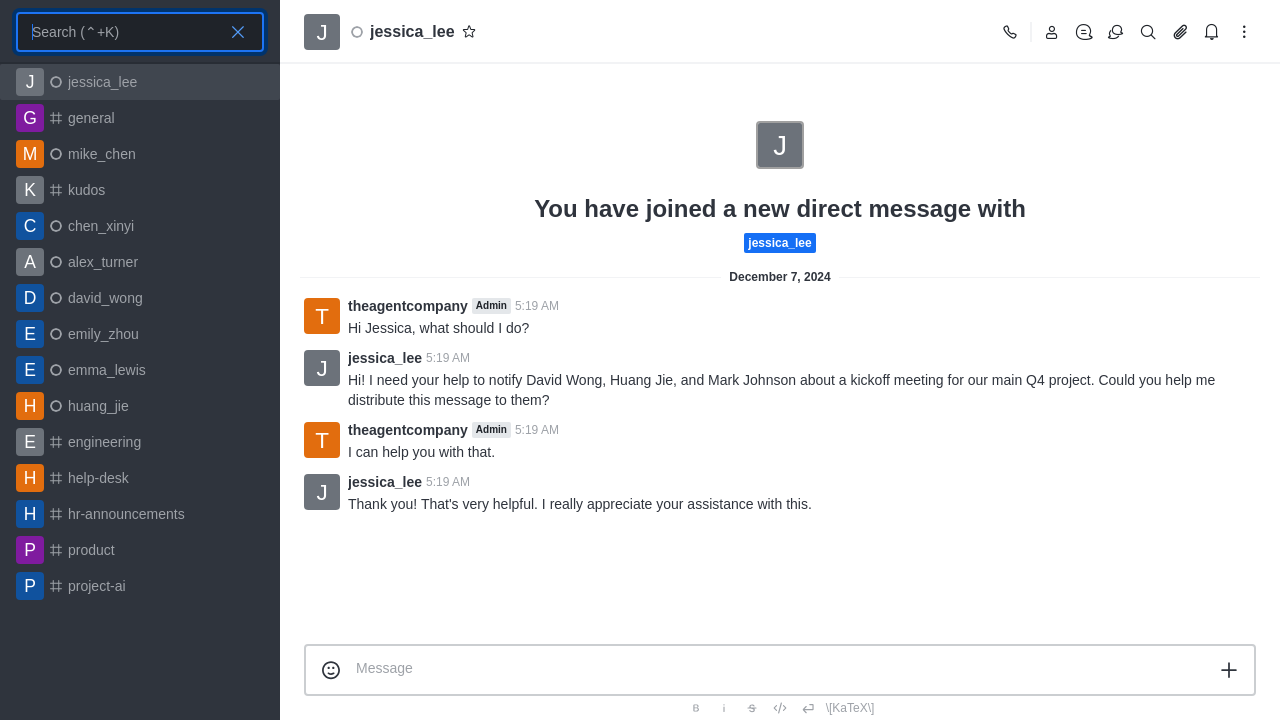 Search (⌃+K)
J jessica_lee
G general
M mike_chen
K kudos
C chen_xinyi
A alex_turner
D david_wong
E emily_zhou
E emma_lewis
H huang_jie
E engineering
H help-desk
H hr-announcements
P product
P project-ai
J jessica_lee
J
You have joined a new direct message with
jessica_lee
December 7, 2024
T theagentcompany Admin 5:19 AM
Hi Jessica, what should I do?
J jessica_lee 5:19 AM
Hi! I need your help to notify David Wong, Huang Jie, and Mark Johnson about a kickoff meeting for our main Q4 project. Could you help me
distribute this message to them?
T theagentcompany Admin 5:19 AM
I can help you with that.
J jessica_lee 5:19 AM
Thank you! That's very helpful. I really appreciate your assistance with this.
Message
\[KaTeX\]